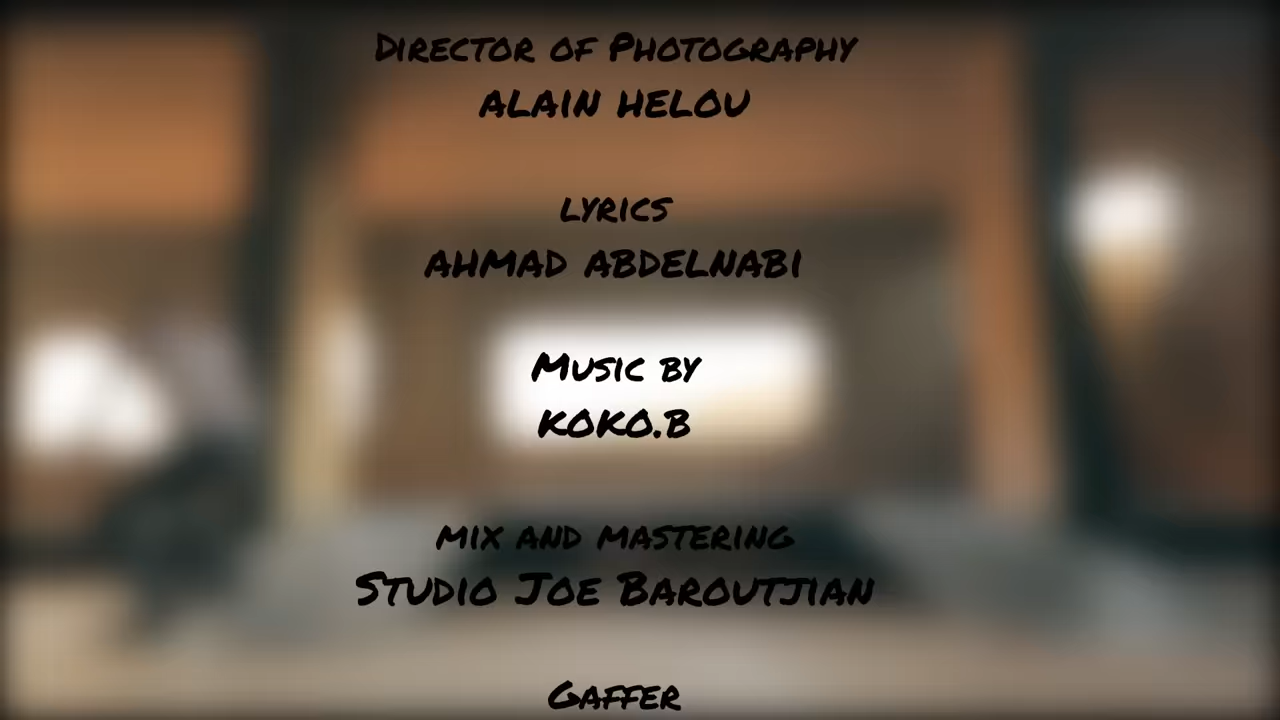 Director of Photography
ALAIN HELOU
LYRICS
AHMAD ABDELNABI
Music by
KOKO.B
MIX AND MASTERING
Studio Joe Baroutjian
Gaffer